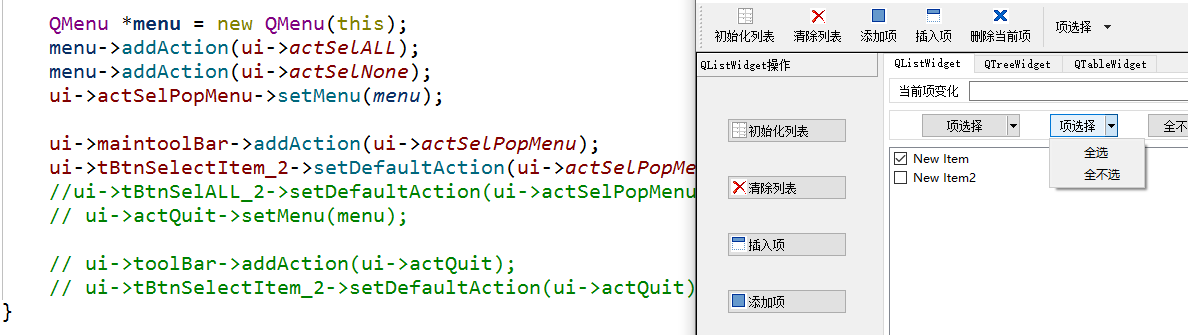 QMenu *menu = new QMenu(this);
menu->addAction(ui->actSelALL);
menu->addAction(ui->actSelNone);
ui->actSelPopMenu->setMenu(menu);
ui->maintoolBar->addAction(ui->actSelPopMenu);
ui->tBtnSelectItem_2->setDefaultAction(ui->actSelPopMe
//ui->tBtnSelALL_2->setDefaultAction(ui->actSelPopMenu
// ui->actQuit->setMenu(menu);
// ui->toolBar->addAction(ui->actQuit);
// ui->tBtnSelectItem_2->setDefaultAction(ui->actQuit)
}
初始化列表 清除列表 添加项 插入项 删除当前项 项选择
QListWidget操作
初始化列表
清除列表
插入项
添加项
QListWidget QTreeWidget QTableWidget
当前项变化
项选择 项选择 全不
全选
全不选
New Item
New Item2